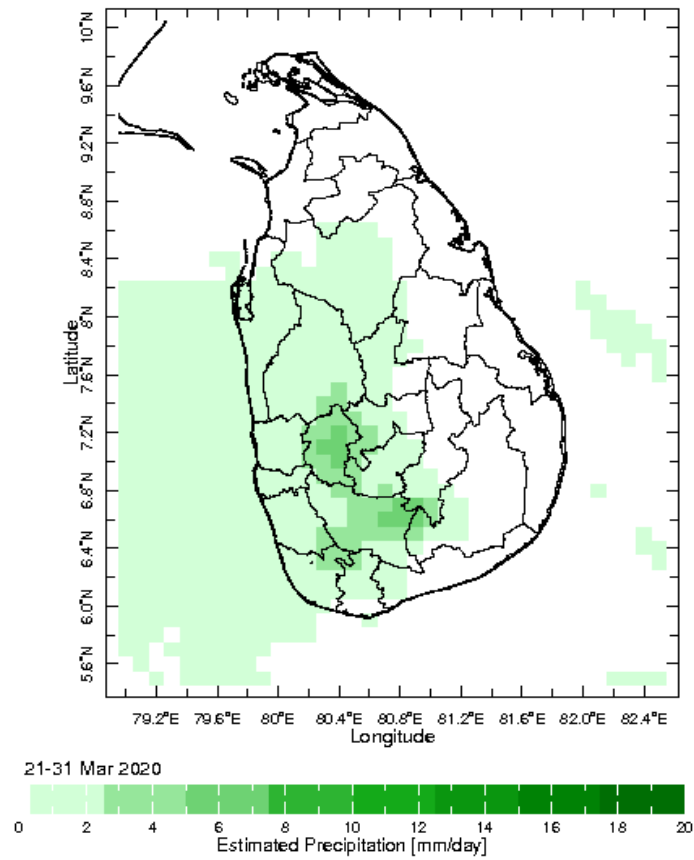 10°N
9.6°N
9.2°N
8.8°N
8.4°N
8°N
7.6°N
7.2°N
6.8°N
6.4°N
6.0°N
5.6°N
Latitude
79.2°E 79.6°E 80°E 80.4°E 80.8°E 81.2°E 81.6°E 82.0°E 82.4°E
Longitude
21-31 Mar 2020
0 2 4 6 8 10 12 14 16 18 20
Estimated Precipitation [mm/day]